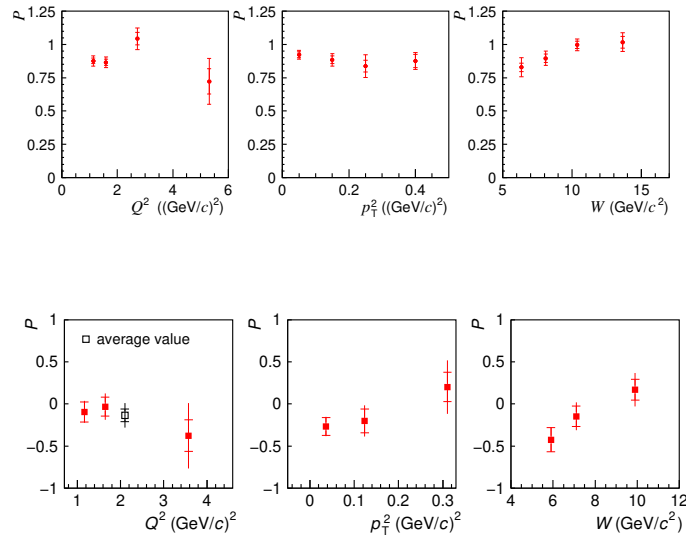 P
1.25
1
0.75
0.5
0.25
0
0 2 4 6
Q² ((GeV/c)²)
P
1.25
1
0.75
0.5
0.25
0
0 0.2 0.4
p_T² ((GeV/c)²)
P
1.25
1
0.75
0.5
0.25
0
5 10 15
W (GeV/c²)
P
1
0.5
0
−0.5
−1
average value
1 2 3 4
Q² (GeV/c)²
P
1
0.5
0
−0.5
−1
0 0.1 0.2 0.3
p_T² (GeV/c)²
P
1
0.5
0
−0.5
−1
4 6 8 10 12
W (GeV/c²)